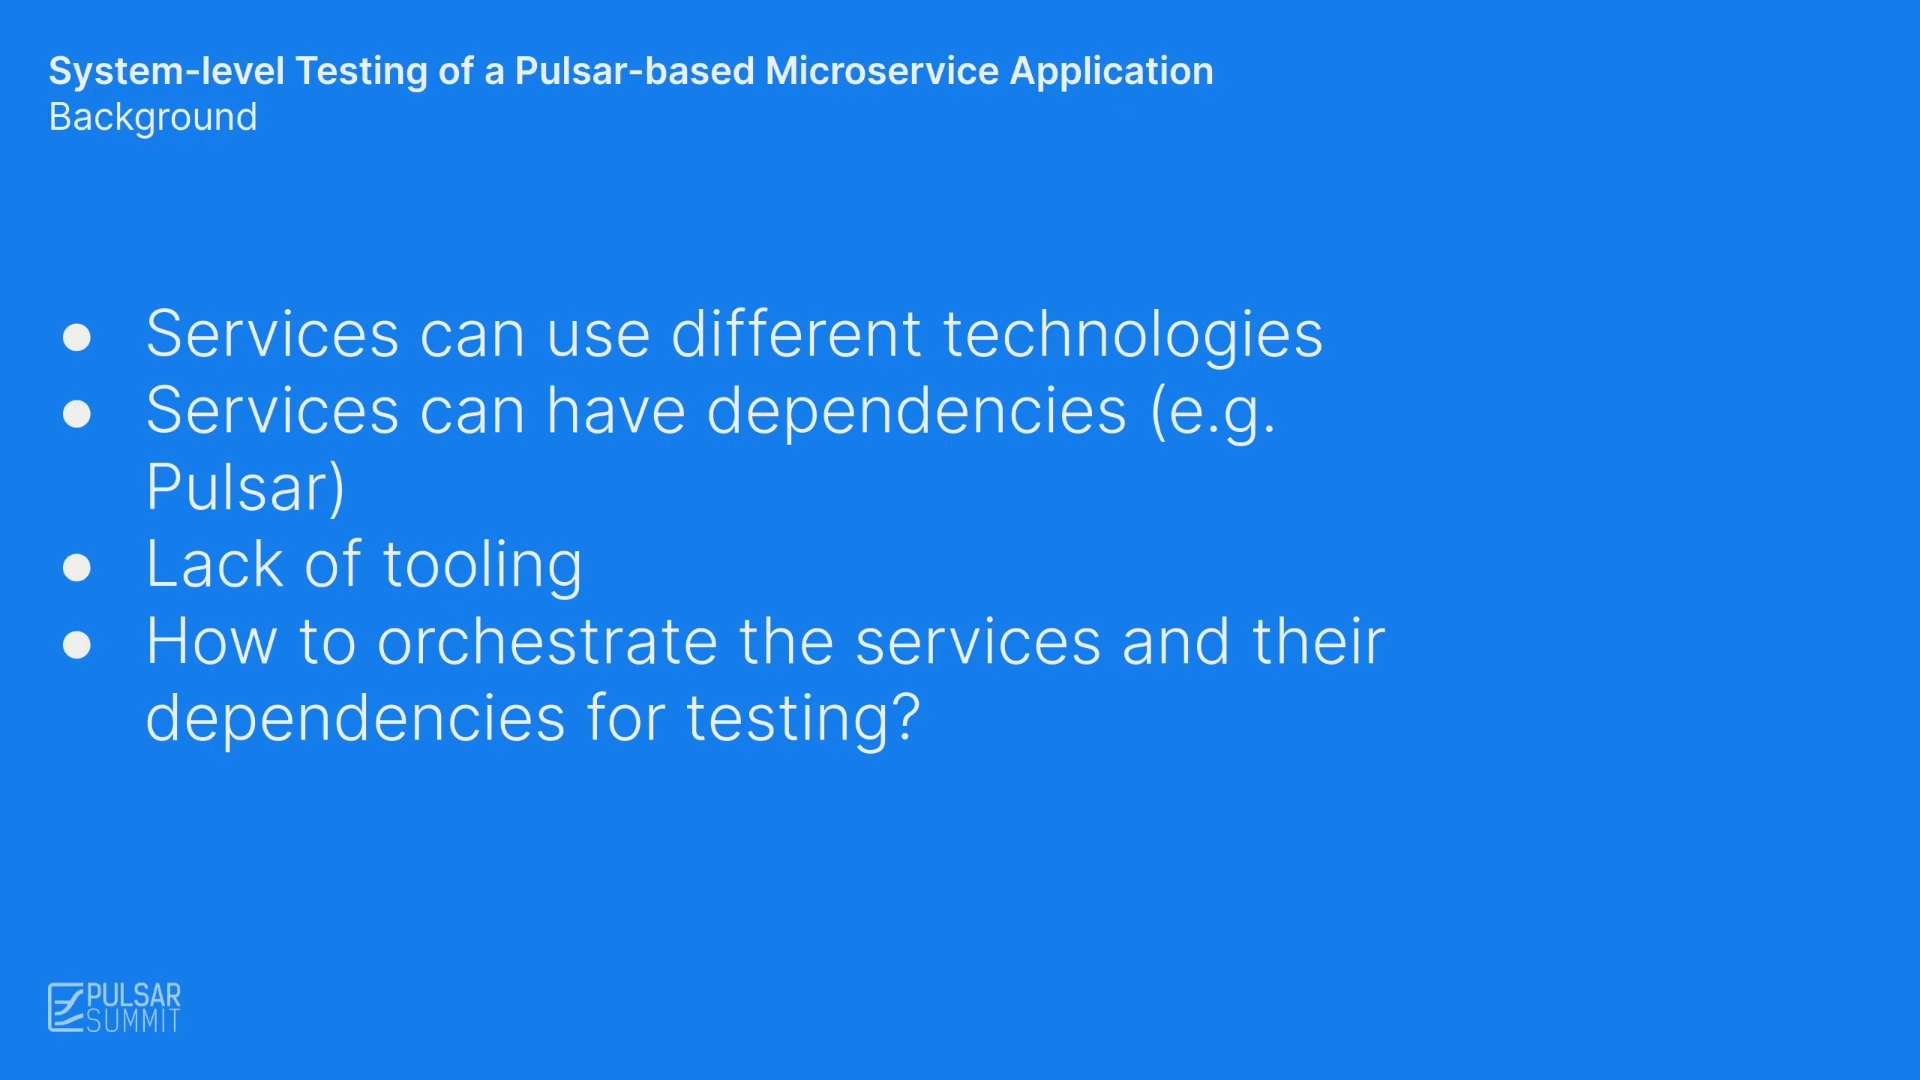 System-level Testing of a Pulsar-based Microservice Application
Background
● Services can use different technologies
● Services can have dependencies (e.g.
Pulsar)
● Lack of tooling
● How to orchestrate the services and their
dependencies for testing?
PULSAR
SUMMIT